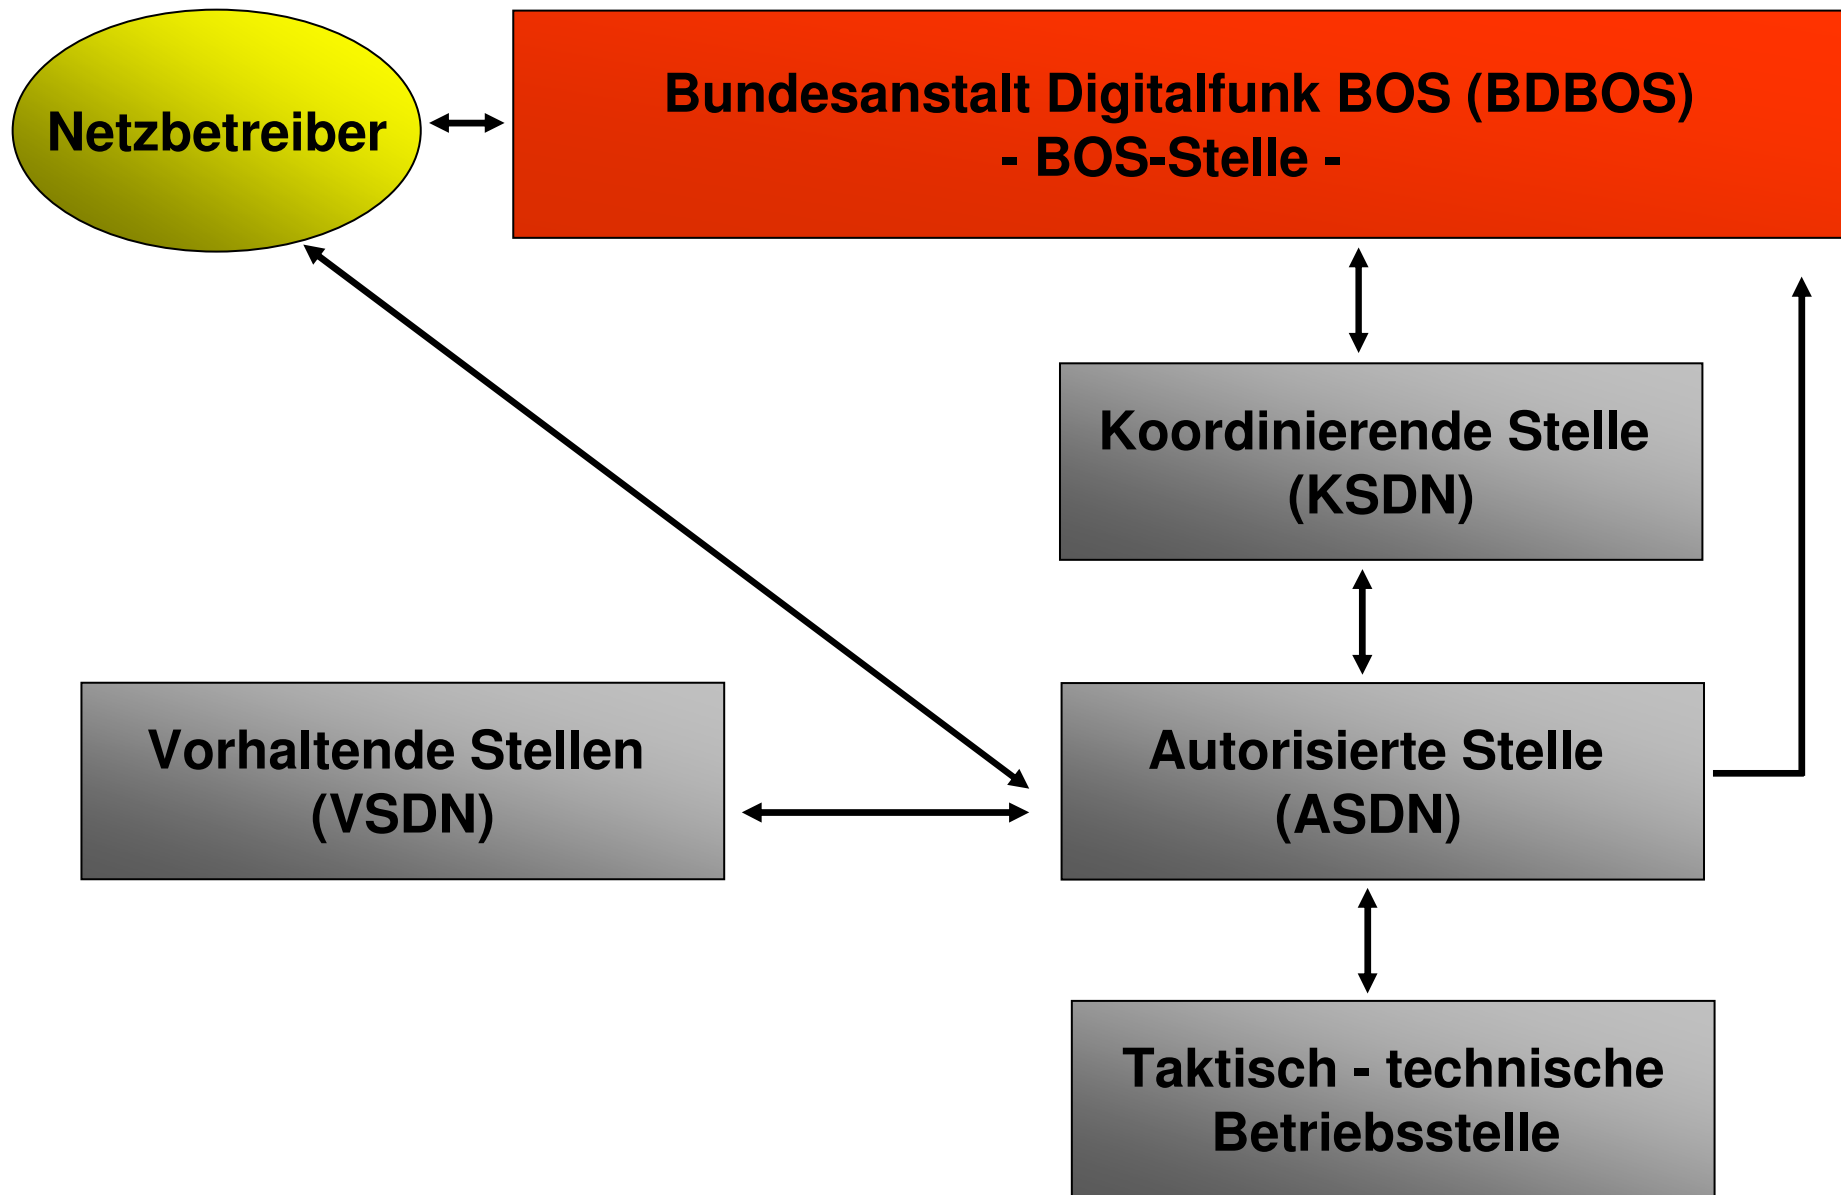 Netzbetreiber
Bundesanstalt Digitalfunk BOS (BDBOS)
- BOS-Stelle -
Koordinierende Stelle
(KSDN)
Vorhaltende Stellen
(VSDN)
Autorisierte Stelle
(ASDN)
Taktisch - technische
Betriebsstelle